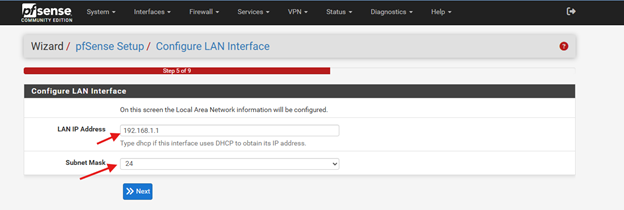 pfsense
COMMUNITY EDITION
System Interfaces Firewall Services VPN Status Diagnostics Help
Wizard / pfSense Setup / Configure LAN Interface
?
Step 5 of 9
Configure LAN Interface
On this screen the Local Area Network information will be configured.
LAN IP Address 192.168.1.1
Type dhcp if this interface uses DHCP to obtain its IP address.
Subnet Mask 24
Next